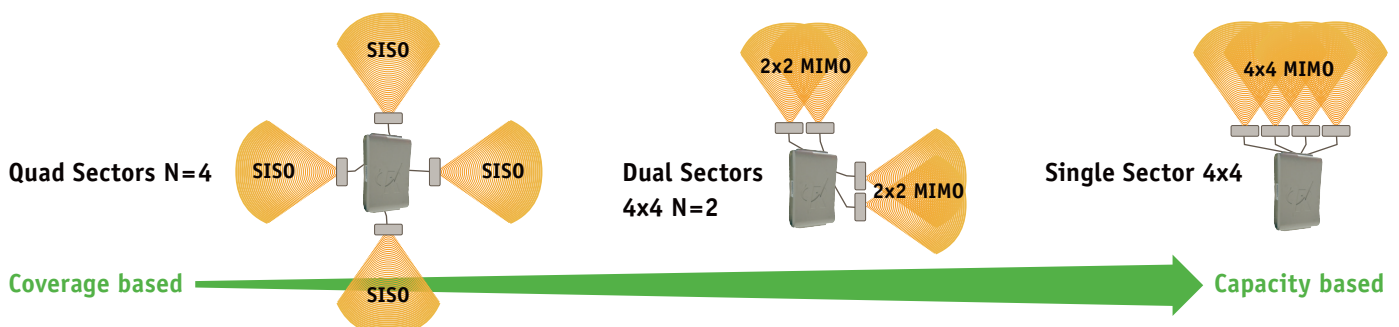 SISO
Quad Sectors N=4
SISO
SISO
SISO
2x2 MIMO
Dual Sectors
4x4 N=2
2x2 MIMO
4x4 MIMO
Single Sector 4x4
Coverage based
Capacity based